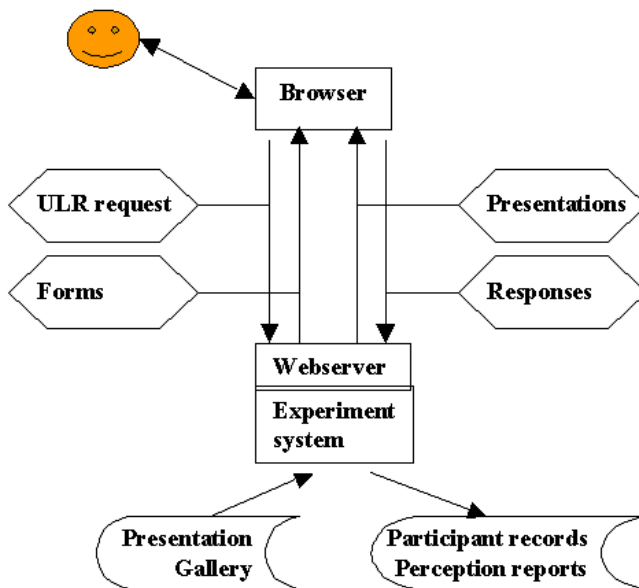 Browser
ULR request
Presentations
Forms
Responses
Webserver
Experiment
system
Presentation
Gallery
Participant records
Perception reports